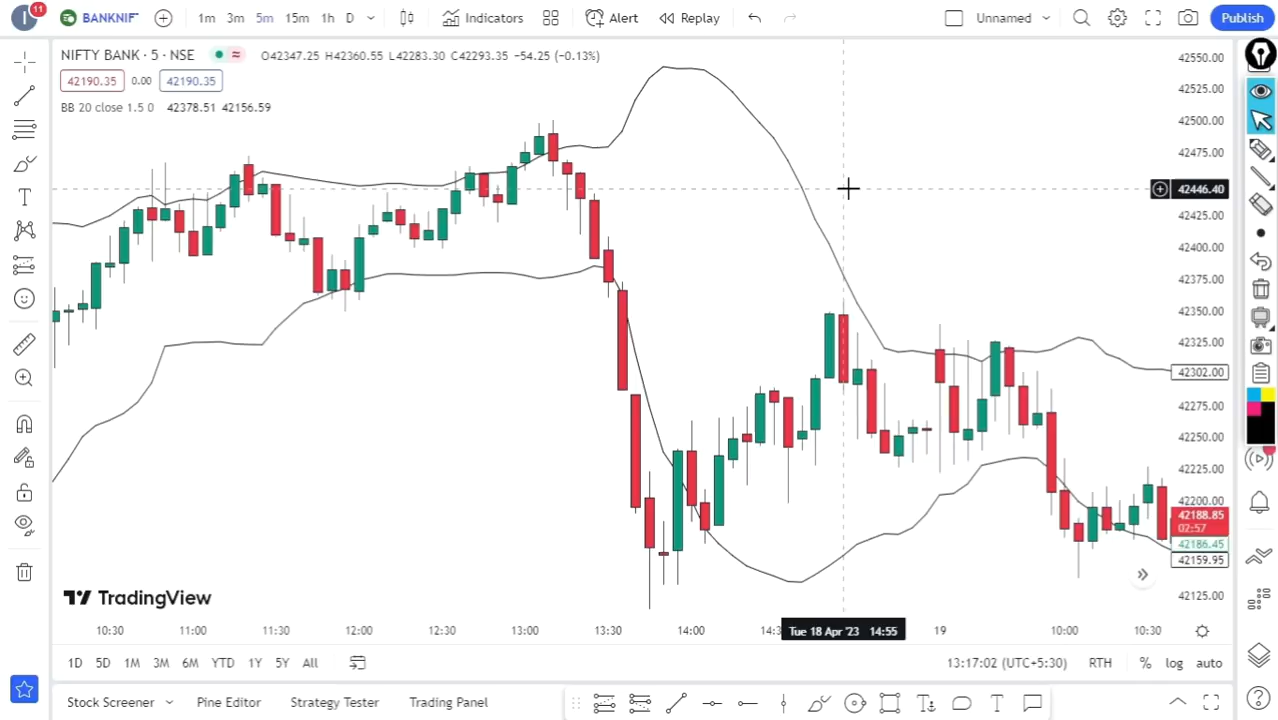 I
11
BANKNIF
1m 3m 5m 15m 1h D
Indicators
Alert
Replay
Unnamed
Publish
NIFTY BANK · 5 · NSE
O42347.25 H42360.55 L42283.30 C42293.35 −54.25 (−0.13%)
42190.35 0.00 42190.35
BB 20 close 1.5 0 42378.51 42156.59
42550.00
42525.00
42500.00
42475.00
42446.40
42425.00
42400.00
42375.00
42350.00
42325.00
42302.00
42275.00
42250.00
42225.00
42200.00
42188.85
02:57
42186.45
42159.95
42125.00
TradingView
10:30 11:00 11:30 12:00 12:30 13:00 13:30 14:00 14:3 Tue 18 Apr '23 14:55 19 10:00 10:30
1D 5D 1M 3M 6M YTD 1Y 5Y All
13:17:02 (UTC+5:30) RTH % log auto
Stock Screener Pine Editor Strategy Tester Trading Panel